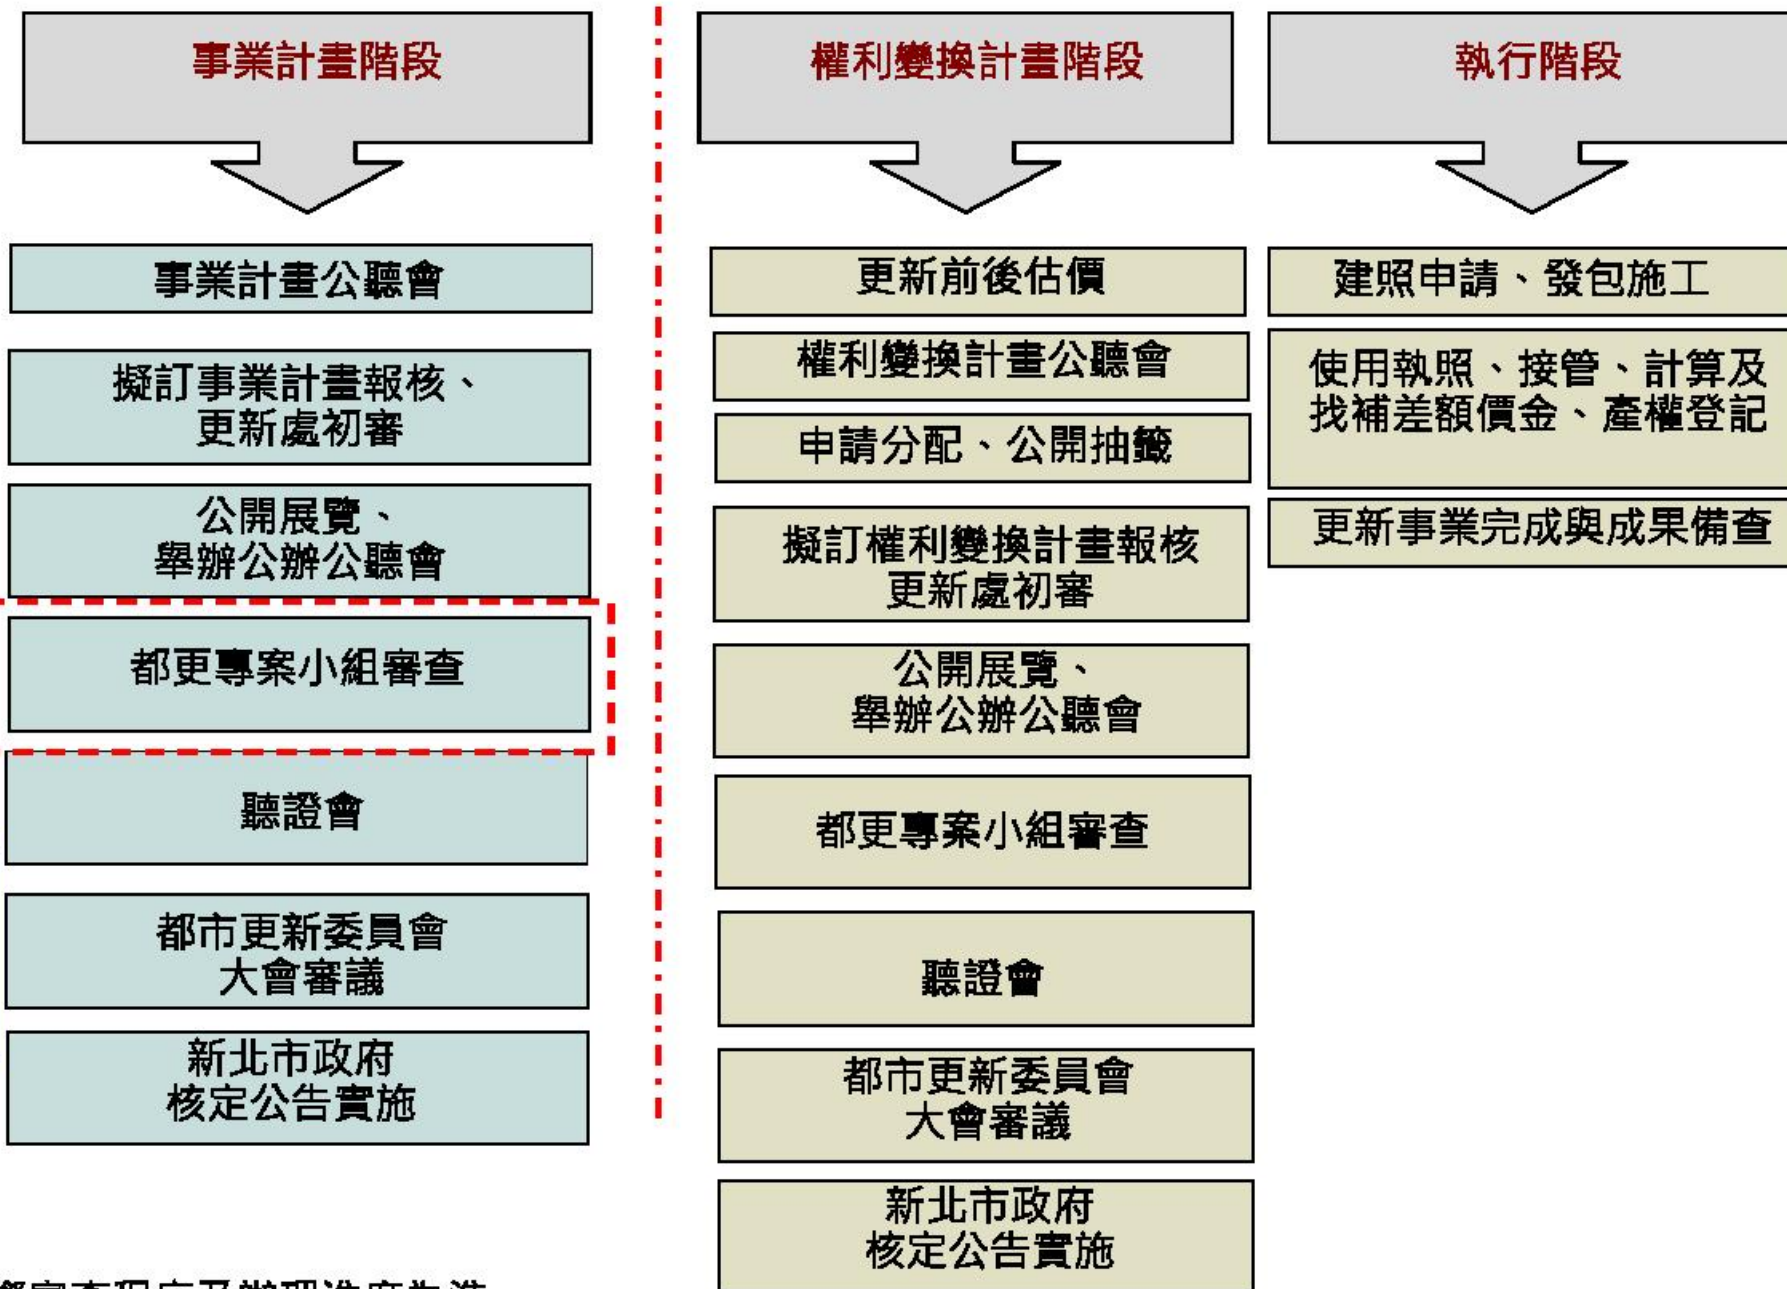 事業計畫階段
事業計畫公聽會
擬訂事業計畫報核、
更新處初審
公開展覽、
舉辦公辦公聽會
都更專案小組審查
聽證會
都市更新委員會
大會審議
新北市政府
核定公告實施
權利變換計畫階段
更新前後估價
權利變換計畫公聽會
申請分配、公開抽籤
擬訂權利變換計畫報核
更新處初審
公開展覽、
舉辦公辦公聽會
都更專案小組審查
聽證會
都市更新委員會
大會審議
新北市政府
核定公告實施
執行階段
建照申請、發包施工
使用執照、接管、計算及
找補差額價金、產權登記
更新事業完成與成果備查